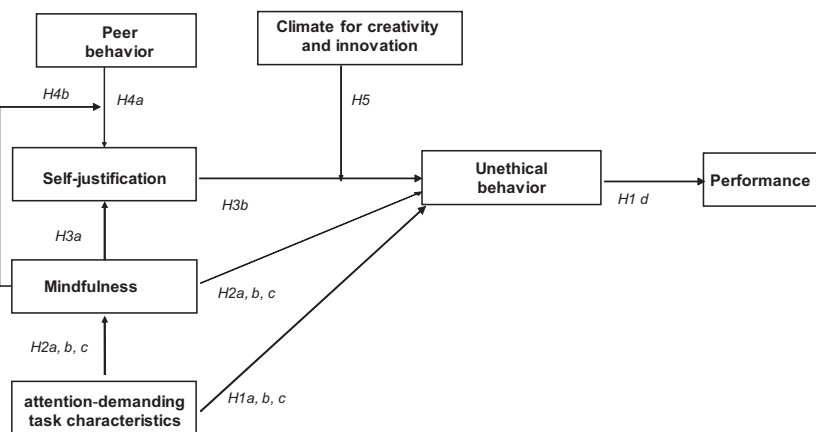 Peer
behavior
Climate for creativity
and innovation
H4b
H4a
H5
Self-justification
Unethical
behavior
Performance
H3b
H1 d
H3a
Mindfulness
H2a, b, c
H2a, b, c
H1a, b, c
attention-demanding
task characteristics